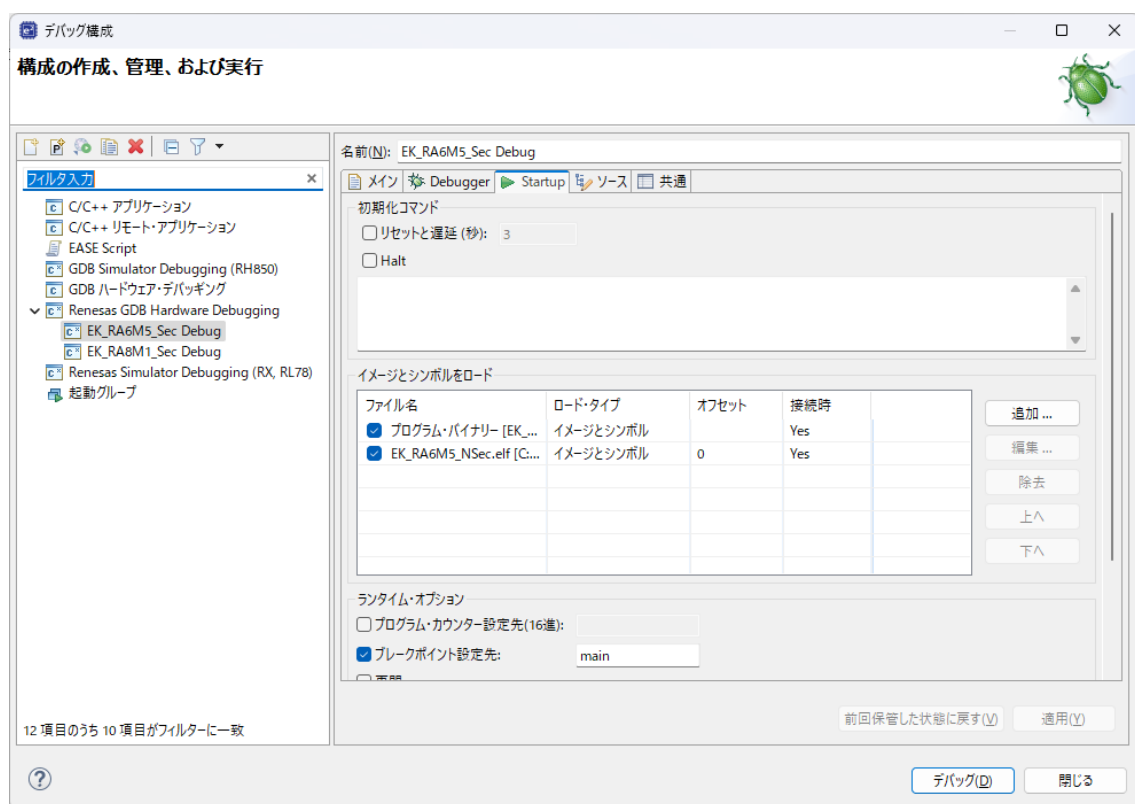 デバッグ構成
構成の作成、管理、および実行
フィルタ入力
C/C++ アプリケーション
C/C++ リモート・アプリケーション
EASE Script
GDB Simulator Debugging (RH850)
GDB ハードウェア・デバッギング
Renesas GDB Hardware Debugging
EK_RA6M5_Sec Debug
EK_RA8M1_Sec Debug
Renesas Simulator Debugging (RX, RL78)
起動グループ
12 項目のうち 10 項目がフィルターに一致
名前(N): EK_RA6M5_Sec Debug
メイン Debugger Startup ソース 共通
初期化コマンド
リセットと遅延 (秒): 3
Halt
イメージとシンボルをロード
ファイル名 ロード・タイプ オフセット 接続時
プログラム・バイナリー [EK_... イメージとシンボル Yes
EK_RA6M5_NSec.elf [C:... イメージとシンボル 0 Yes
追加 ...
編集 ...
除去
上へ
下へ
ランタイム・オプション
プログラム・カウンター設定先(16進):
ブレークポイント設定先: main
再開
前回保管した状態に戻す(V) 適用(Y)
デバッグ(D) 閉じる